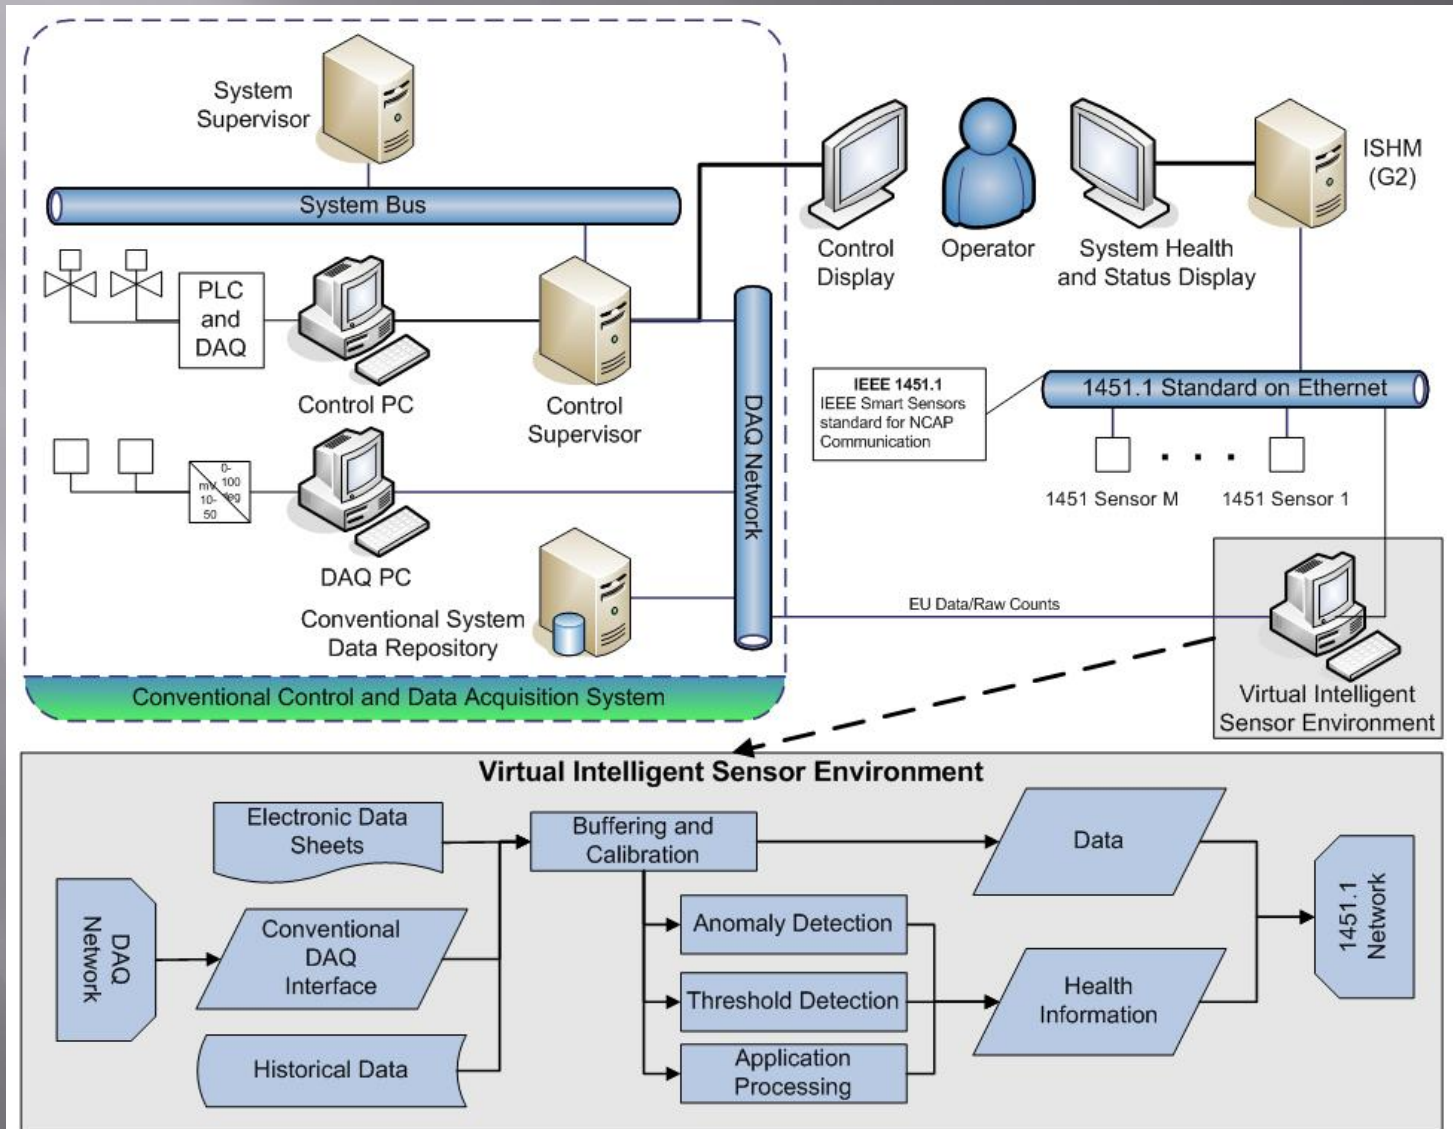 System
Supervisor
System Bus
PLC
and
DAQ
Control PC
Control
Supervisor
0-
100
deg
mV
10-
50
DAQ PC
Conventional System
Data Repository
DAQ Network
Conventional Control and Data Acquisition System
Control
Display
Operator
System Health
and Status Display
ISHM
(G2)
IEEE 1451.1
IEEE Smart Sensors
standard for NCAP
Communication
1451.1 Standard on Ethernet
1451 Sensor M
1451 Sensor 1
EU Data/Raw Counts
Virtual Intelligent
Sensor Environment
Virtual Intelligent Sensor Environment
Electronic Data
Sheets
Buffering and
Calibration
Data
DAQ
Network
Conventional
DAQ
Interface
Anomaly Detection
Threshold Detection
Health
Information
1451.1
Network
Historical Data
Application
Processing